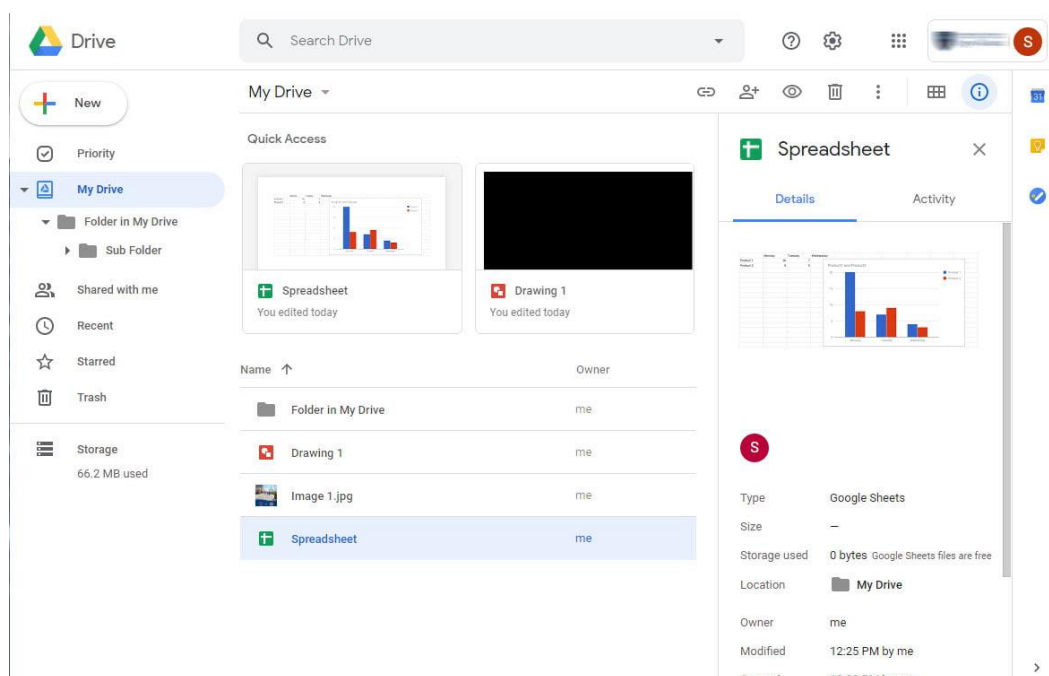 Drive
Search Drive
S
New
My Drive
Priority
My Drive
Folder in My Drive
Sub Folder
Shared with me
Recent
Starred
Trash
Storage
66.2 MB used
Quick Access
Spreadsheet
You edited today
Drawing 1
You edited today
Name
Owner
Folder in My Drive
me
Drawing 1
me
Image 1.jpg
me
Spreadsheet
me
Spreadsheet
Details
Activity
S
Type Google Sheets
Size –
Storage used 0 bytes Google Sheets files are free
Location My Drive
Owner me
Modified 12:25 PM by me
31